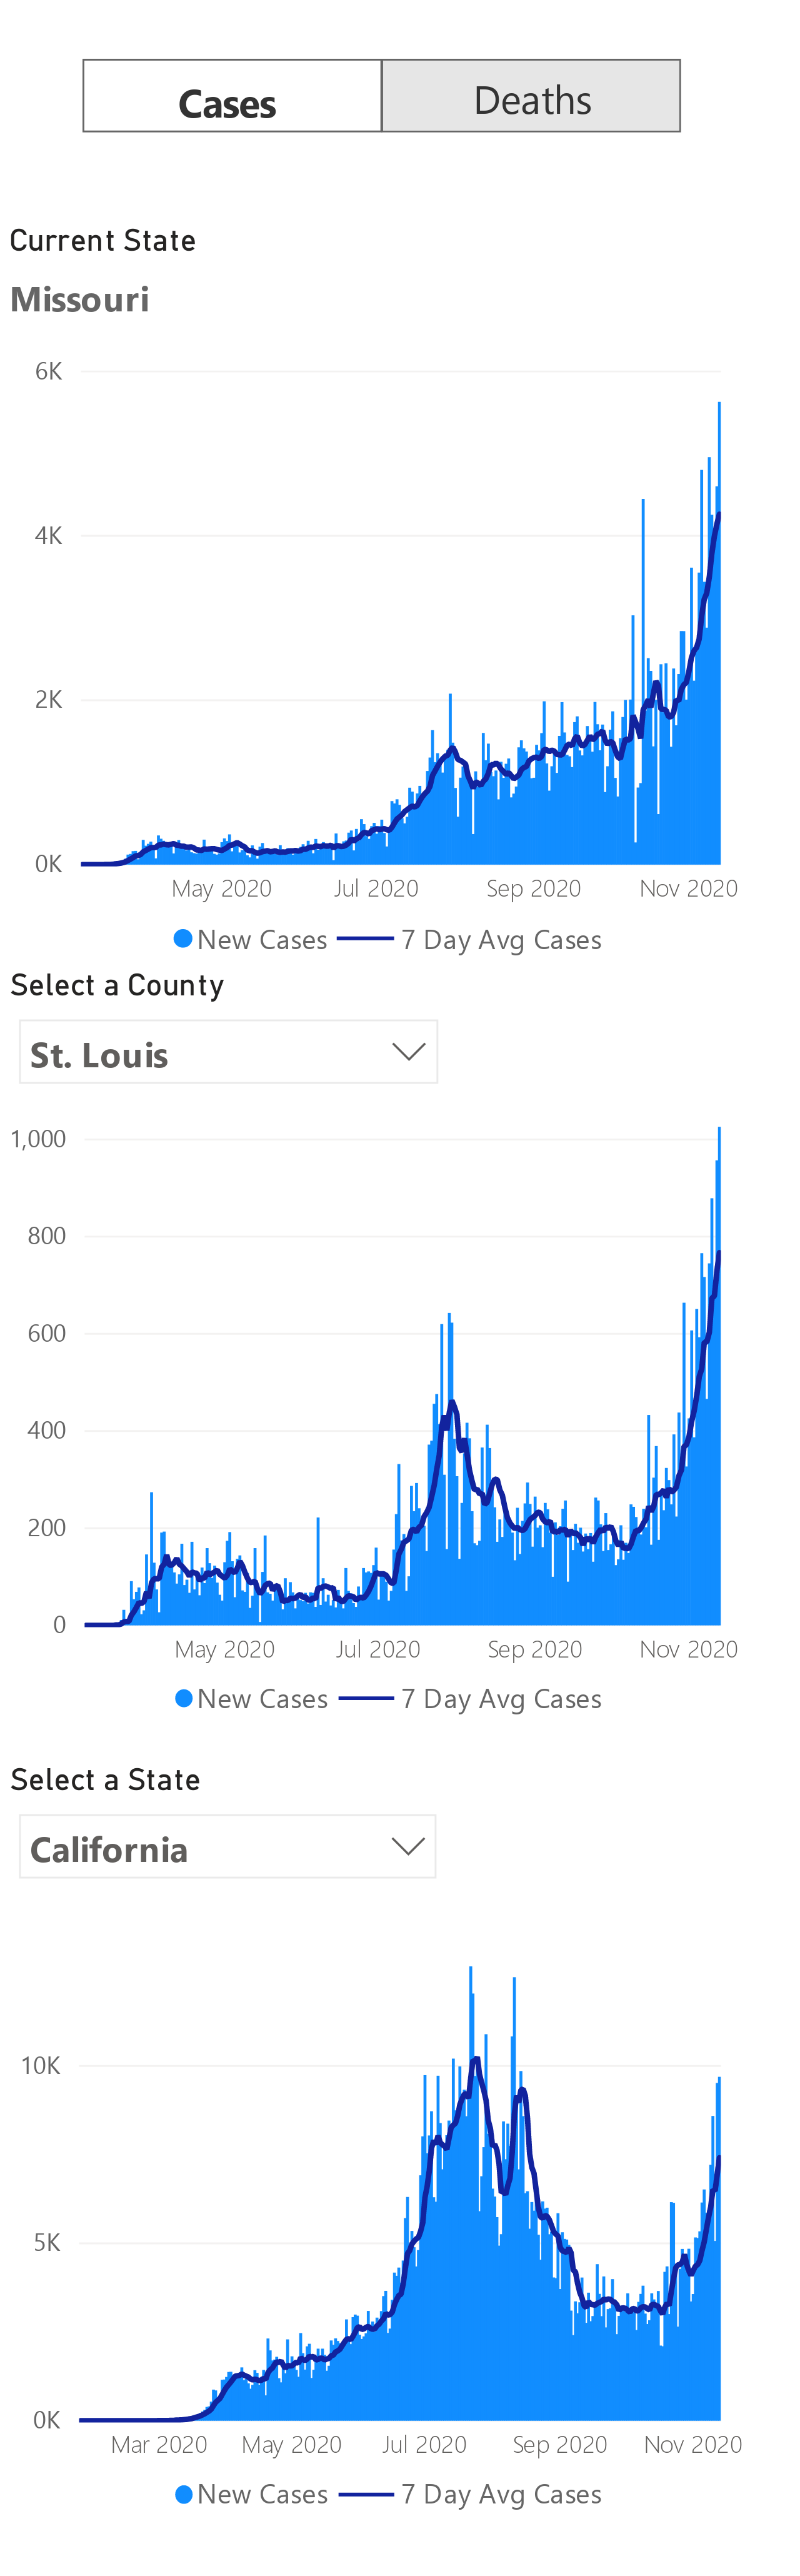 Cases Deaths
Current State
Missouri
6K
4K
2K
0K
May 2020 Jul 2020 Sep 2020 Nov 2020
New Cases 7 Day Avg Cases
Select a County
St. Louis
1,000
800
600
400
200
0
May 2020 Jul 2020 Sep 2020 Nov 2020
New Cases 7 Day Avg Cases
Select a State
California
10K
5K
0K
Mar 2020 May 2020 Jul 2020 Sep 2020 Nov 2020
New Cases 7 Day Avg Cases